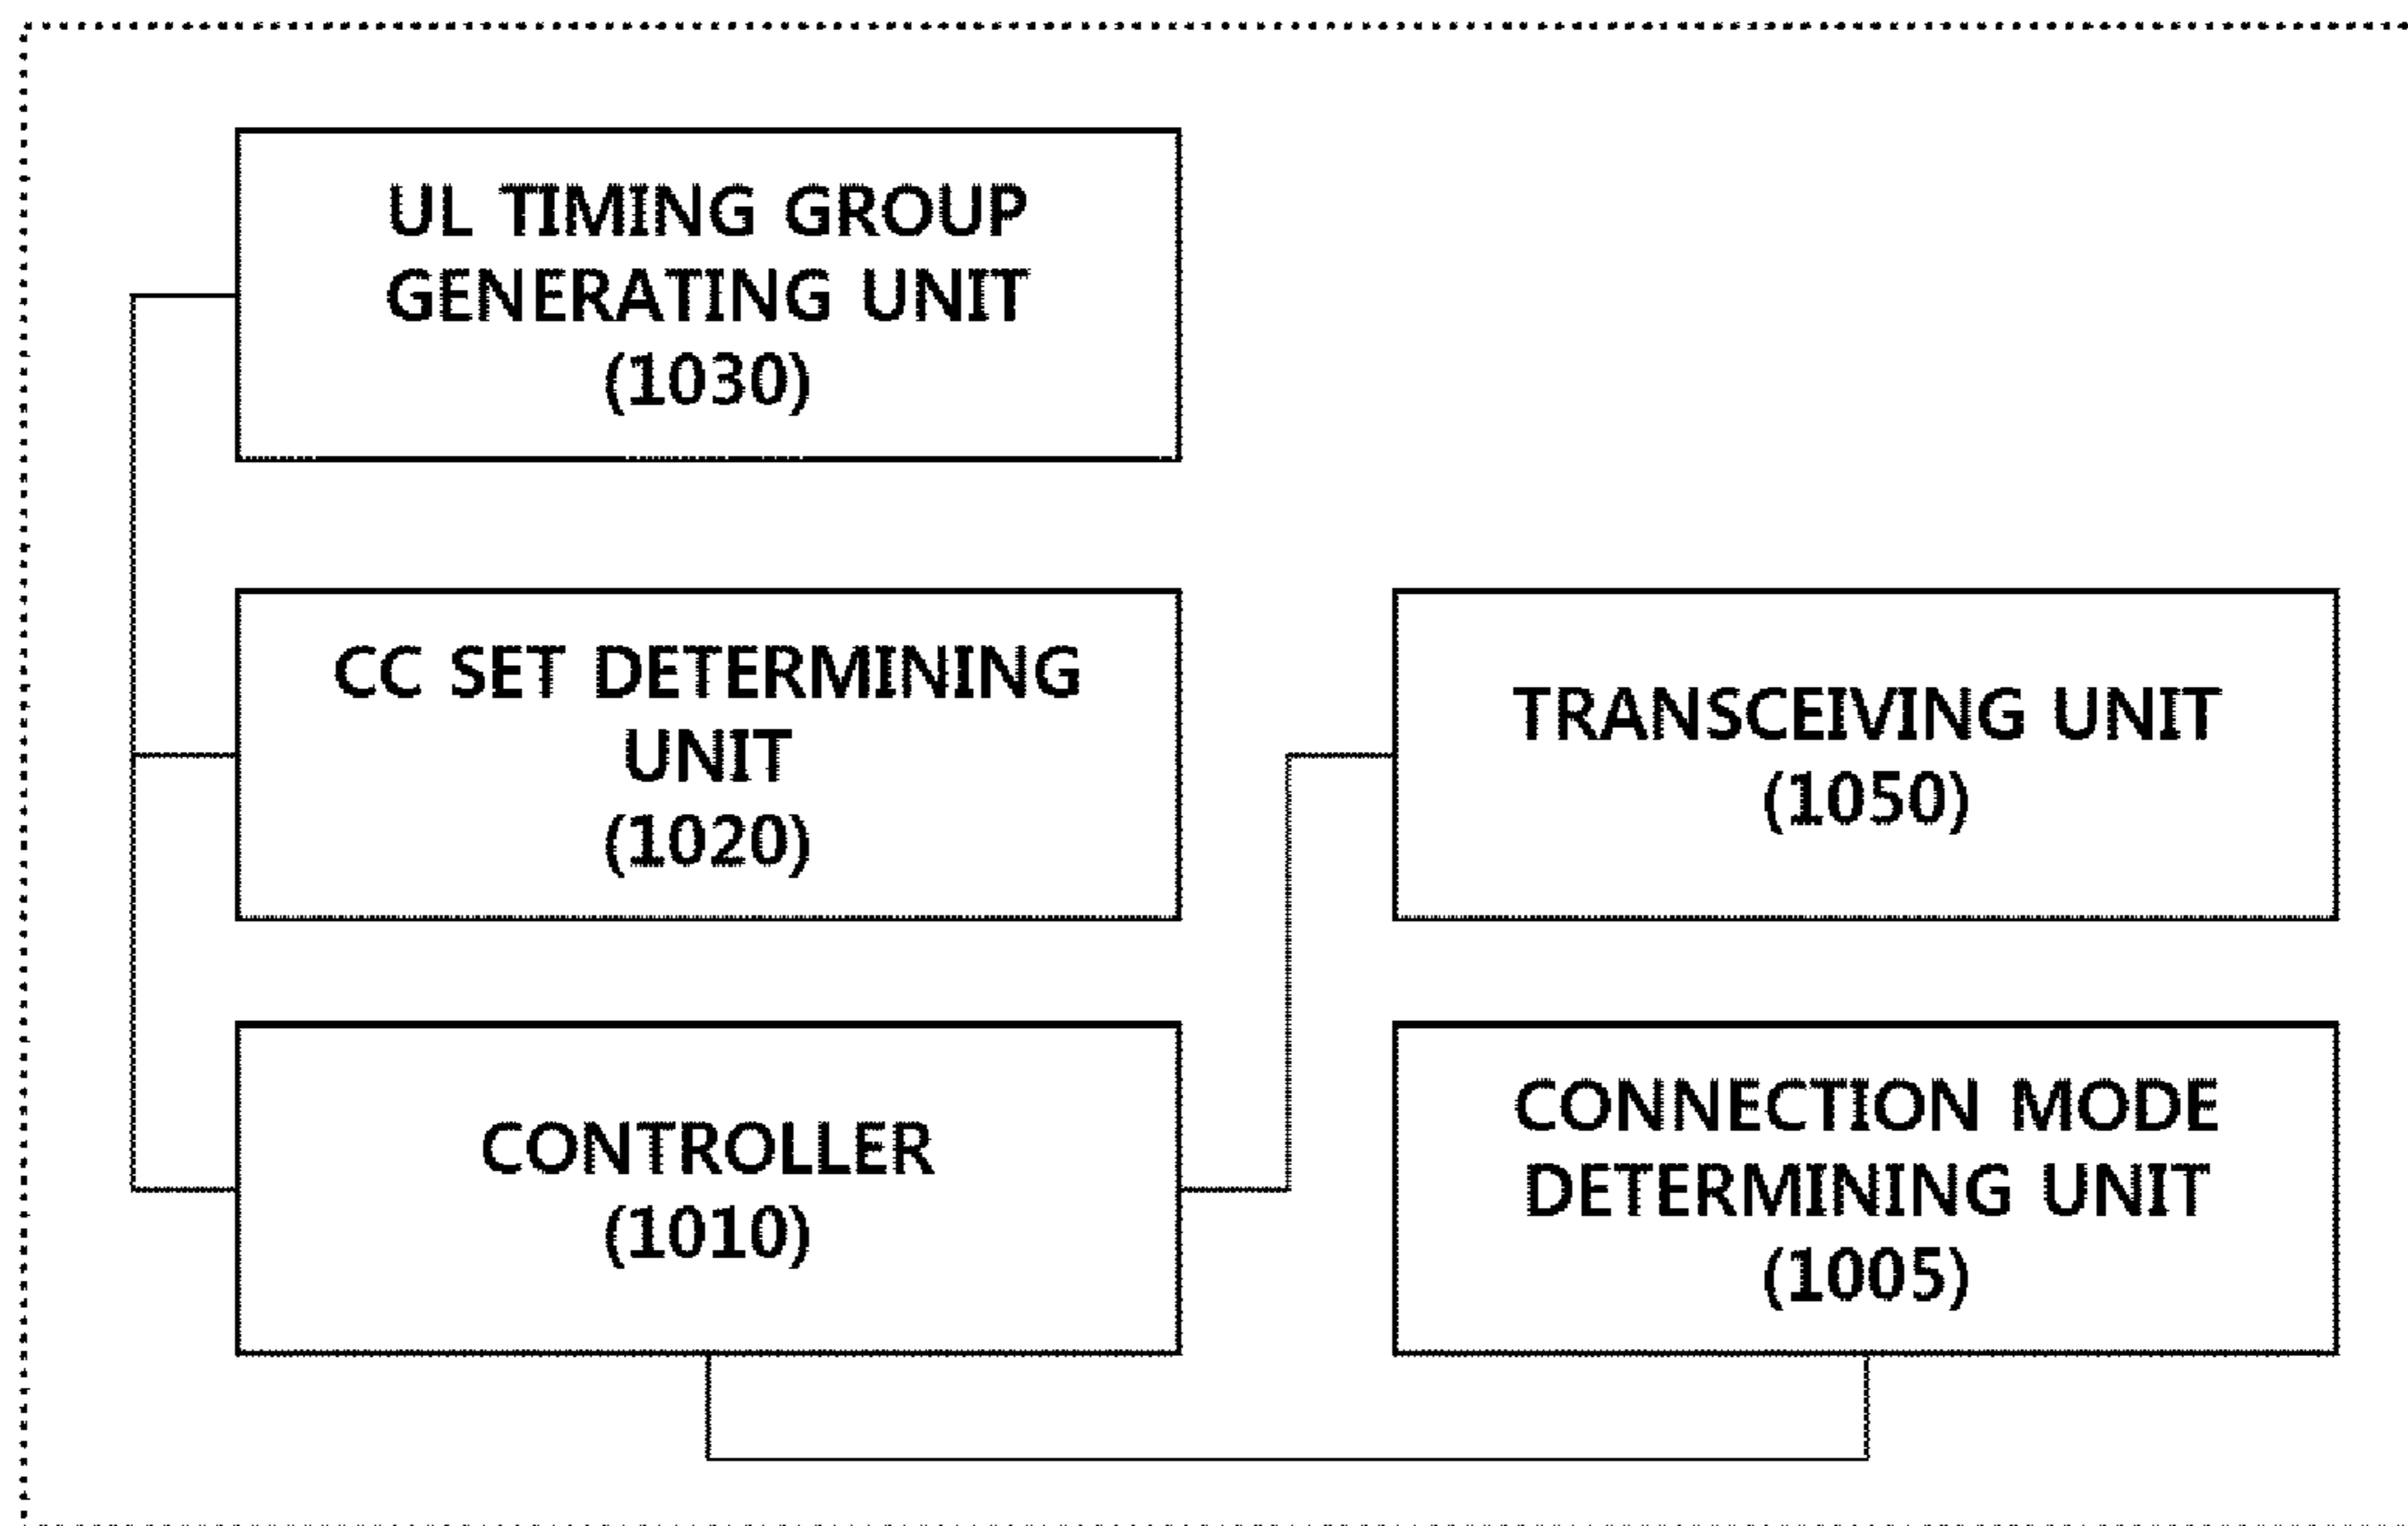 UL TIMING GROUP
GENERATING UNIT
(1030)
CC SET DETERMINING
UNIT
(1020)
TRANSCEIVING UNIT
(1050)
CONTROLLER
(1010)
CONNECTION MODE
DETERMINING UNIT
(1005)